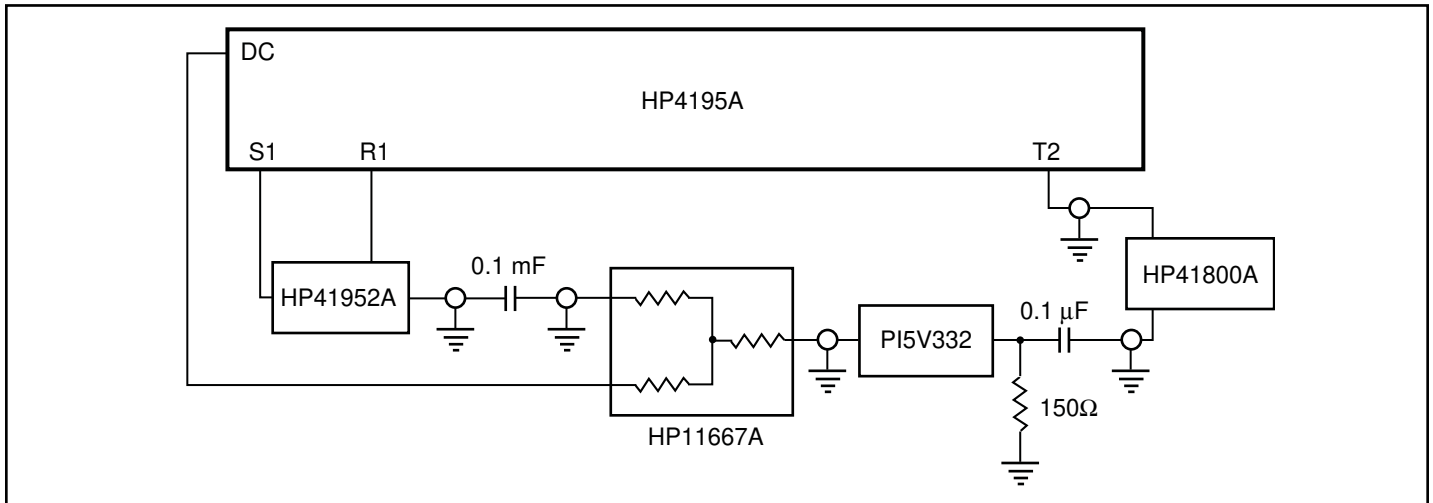 DC
HP4195A
S1 R1 T2
HP41800A
0.1 mF
HP41952A
0.1 μF
PI5V332
150Ω
HP11667A